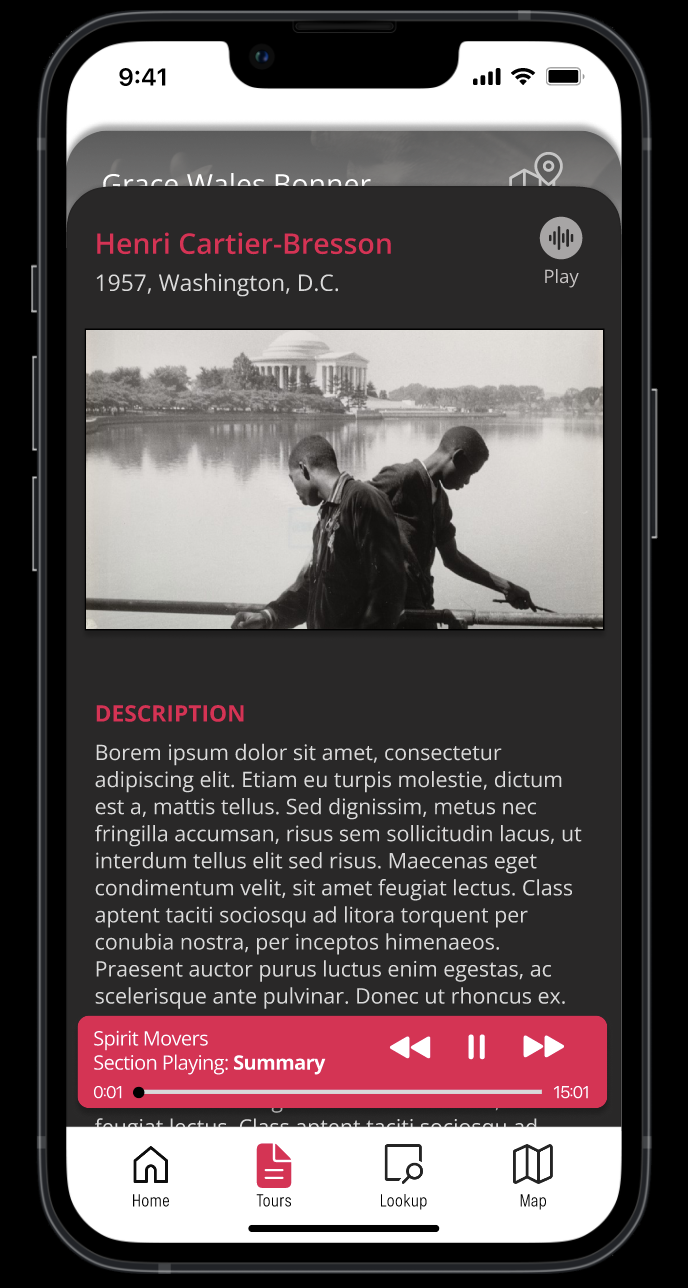 9:41
Grace Wales Bonner
Henri Cartier-Bresson
1957, Washington, D.C.
Play
DESCRIPTION
Borem ipsum dolor sit amet, consectetur
adipiscing elit. Etiam eu turpis molestie, dictum
est a, mattis tellus. Sed dignissim, metus nec
fringilla accumsan, risus sem sollicitudin lacus, ut
interdum tellus elit sed risus. Maecenas eget
condimentum velit, sit amet feugiat lectus. Class
aptent taciti sociosqu ad litora torquent per
conubia nostra, per inceptos himenaeos.
Praesent auctor purus luctus enim egestas, ac
scelerisque ante pulvinar. Donec ut rhoncus ex.
Spirit Movers
Section Playing: Summary
0:01 15:01
feugiat lectus. Class aptent taciti sociosqu ad
Home Tours Lookup Map